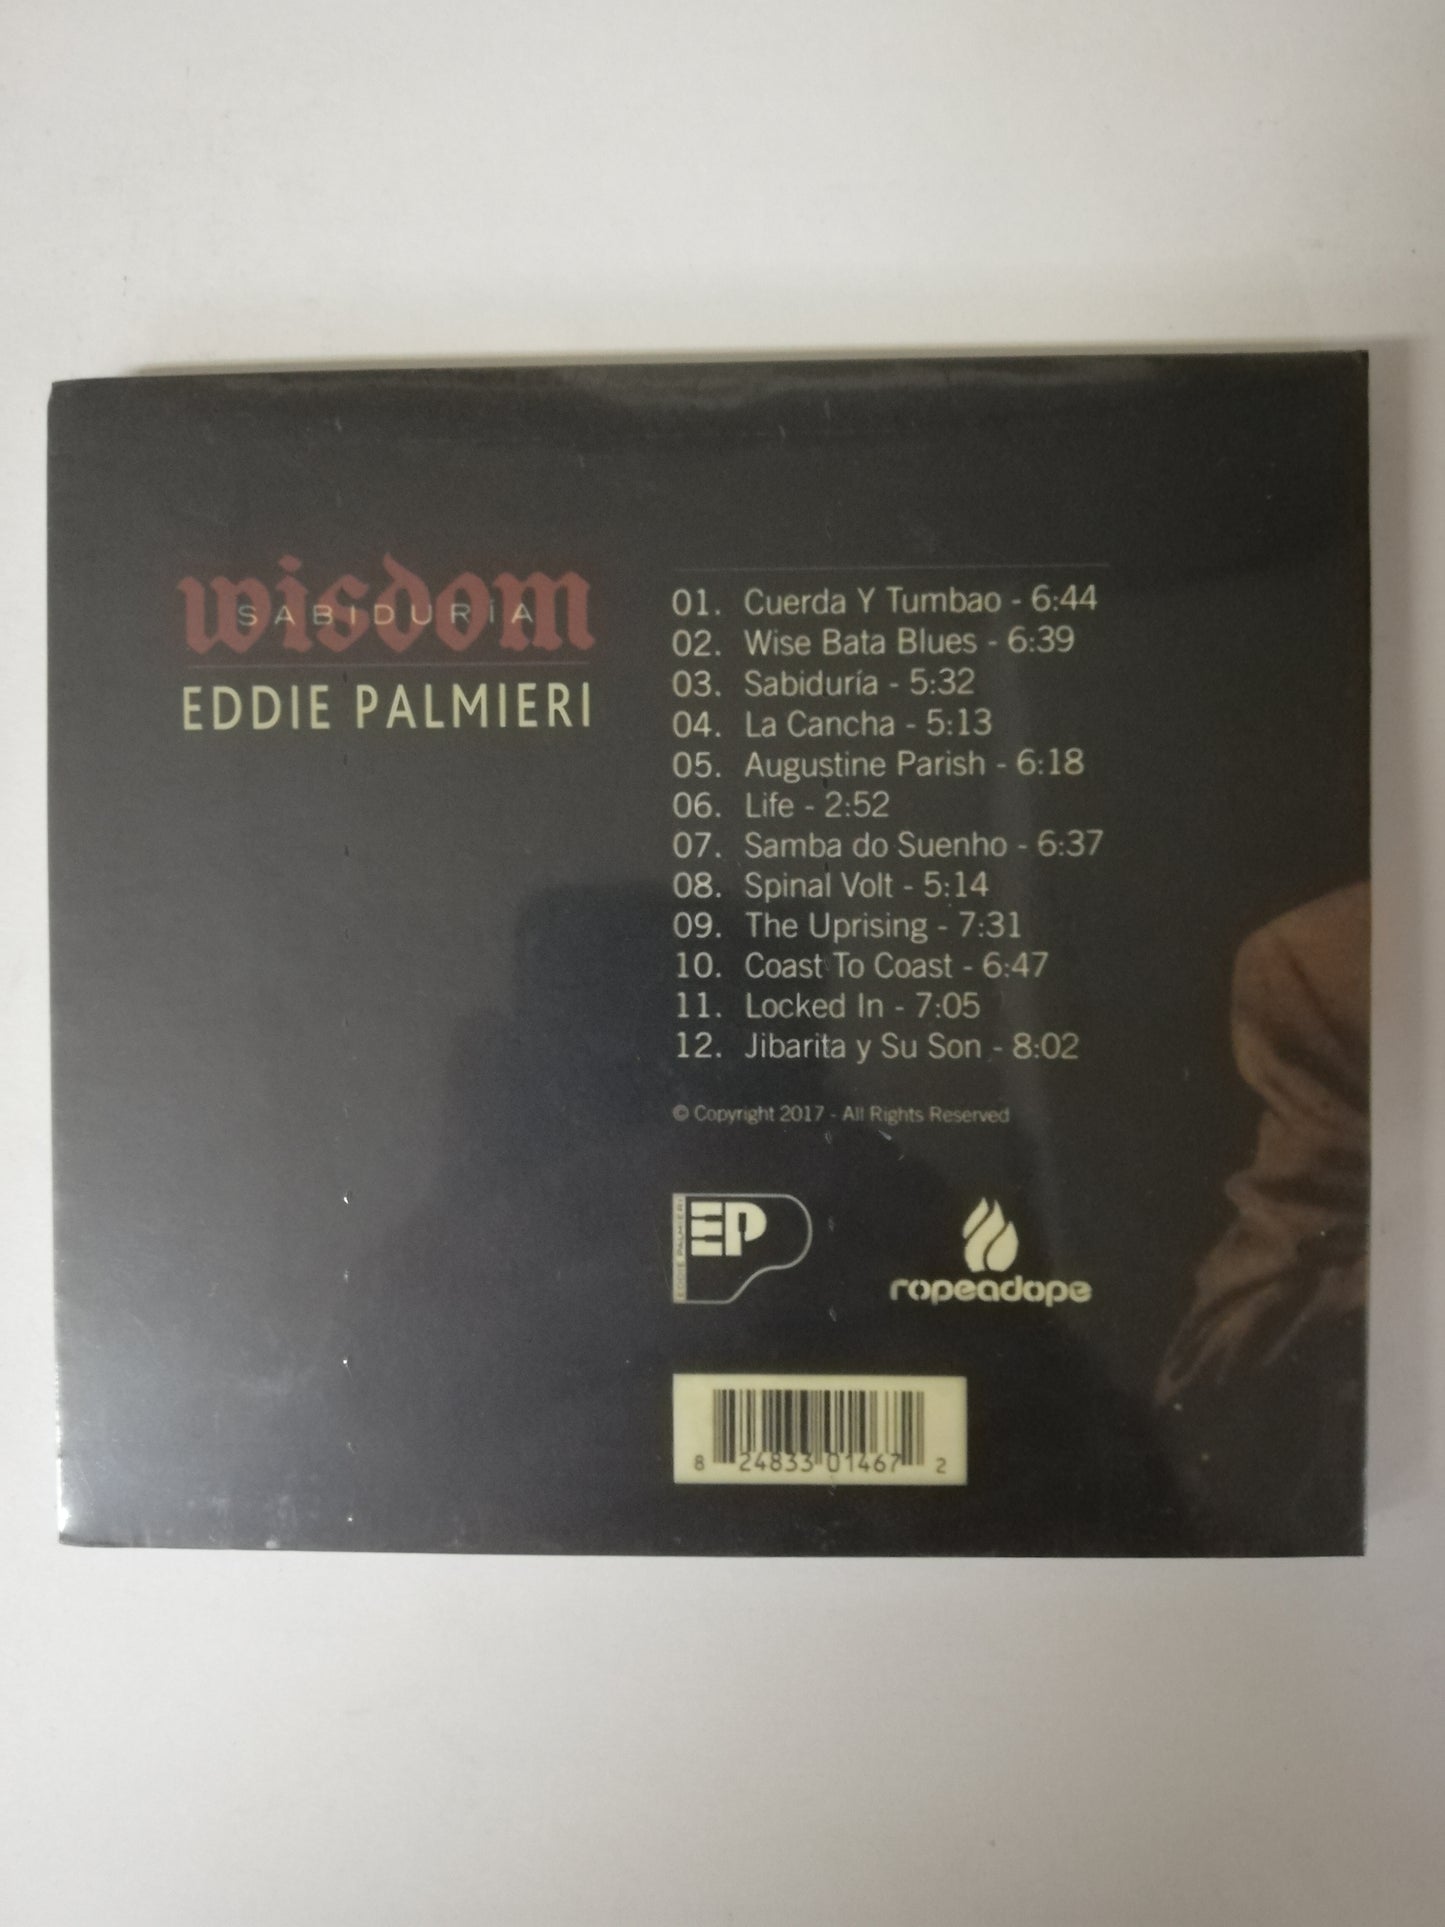 wisdom
SABIDURÍA
EDDIE PALMIERI
01. Cuerda Y Tumbao - 6:44
02. Wise Bata Blues - 6:39
03. Sabiduría - 5:32
04. La Cancha - 5:13
05. Augustine Parish - 6:18
06. Life - 2:52
07. Samba do Suenho - 6:37
08. Spinal Volt - 5:14
09. The Uprising - 7:31
10. Coast To Coast - 6:47
11. Locked In - 7:05
12. Jibarita y Su Son - 8:02
© Copyright 2017 - All Rights Reserved
EDDIE PALMIERI
EP
ropeadope
8 24833 01467 2